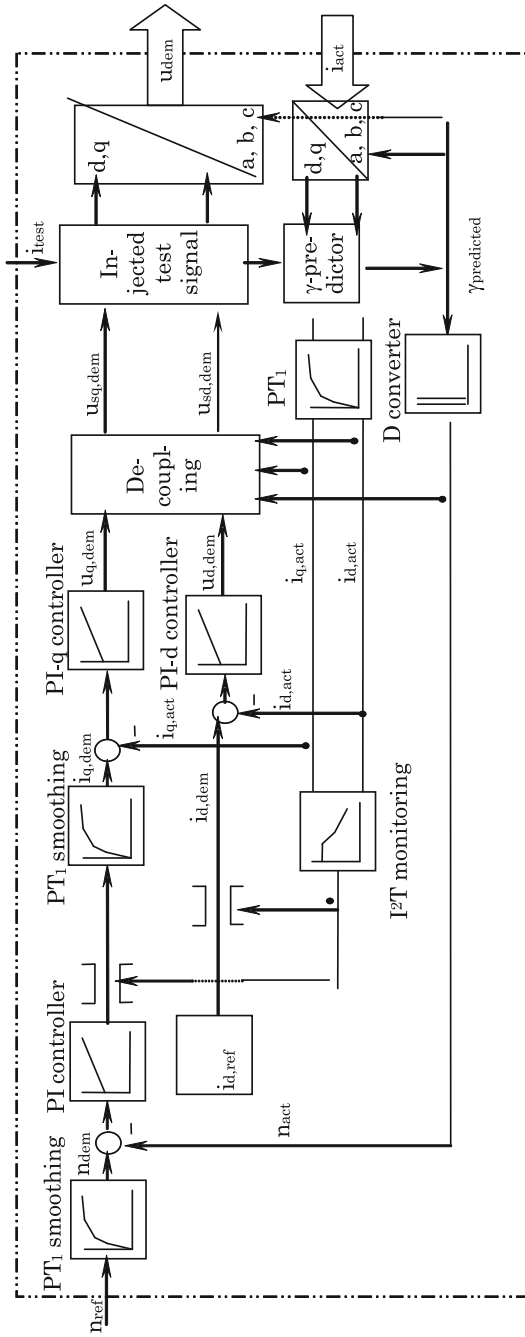 nref
PT1 smoothing
ndem
–
PI controller
PT1 smoothing
iq,dem
–
iq,act
PI-q controller
uq,dem
De-
coupl-
ing
usq,dem
usd,dem
itest
In-
jected
test
signal
d,q
a, b, c
udem
id,ref
id,dem
–
id,act
PI-d controller
ud,dem
I2T monitoring
iq,act
id,act
PT1
γ-pre-
dictor
d,q
a, b, c
iact
nact
D converter
γpredicted